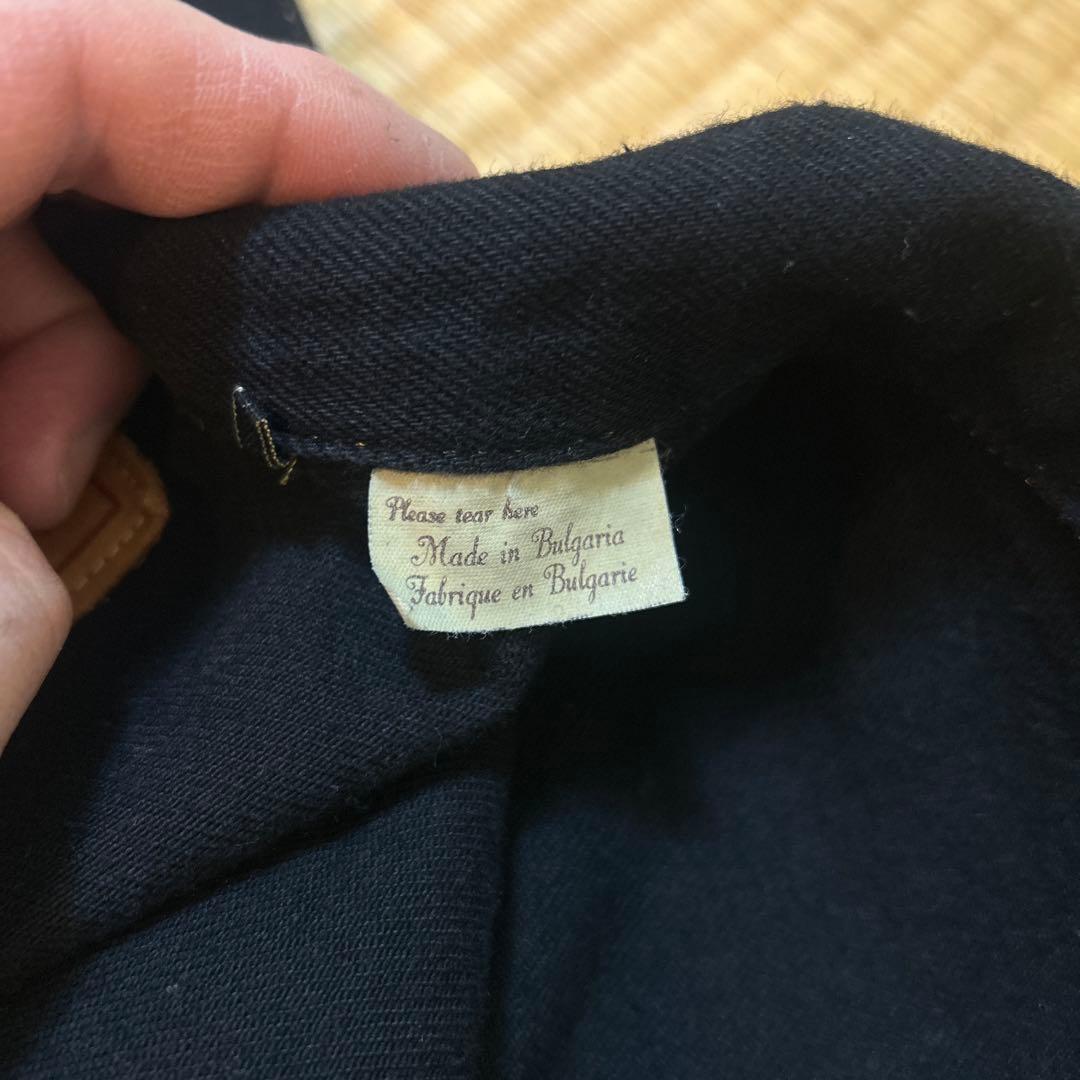 Please tear here
Made in Bulgaria
Fabrique en Bulgarie